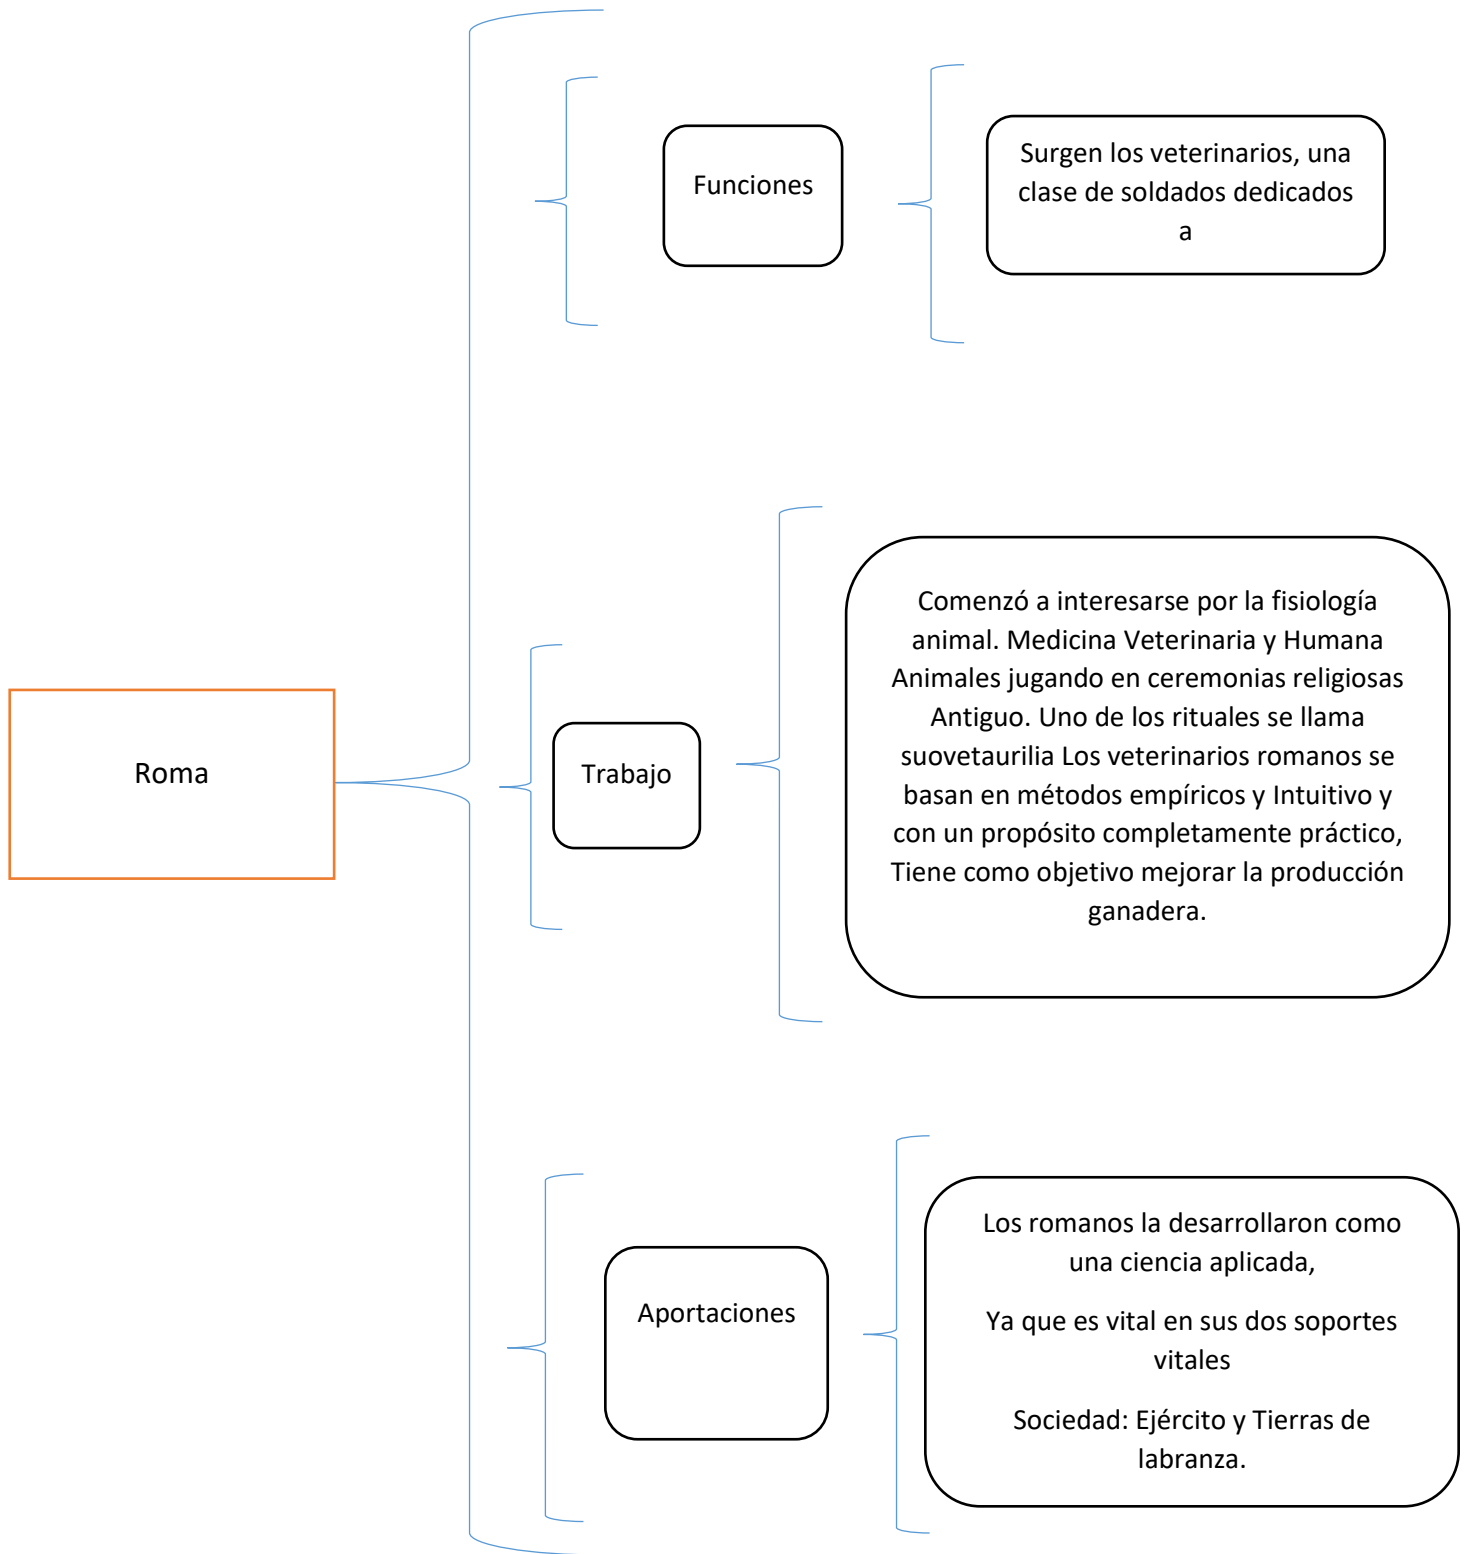 Roma
Funciones
Surgen los veterinarios, una
clase de soldados dedicados
a
Trabajo
Comenzó a interesarse por la fisiología
animal. Medicina Veterinaria y Humana
Animales jugando en ceremonias religiosas
Antiguo. Uno de los rituales se llama
suovetaurilia Los veterinarios romanos se
basan en métodos empíricos y Intuitivo y
con un propósito completamente práctico,
Tiene como objetivo mejorar la producción
ganadera.
Aportaciones
Los romanos la desarrollaron como
una ciencia aplicada,
Ya que es vital en sus dos soportes
vitales
Sociedad: Ejército y Tierras de
labranza.